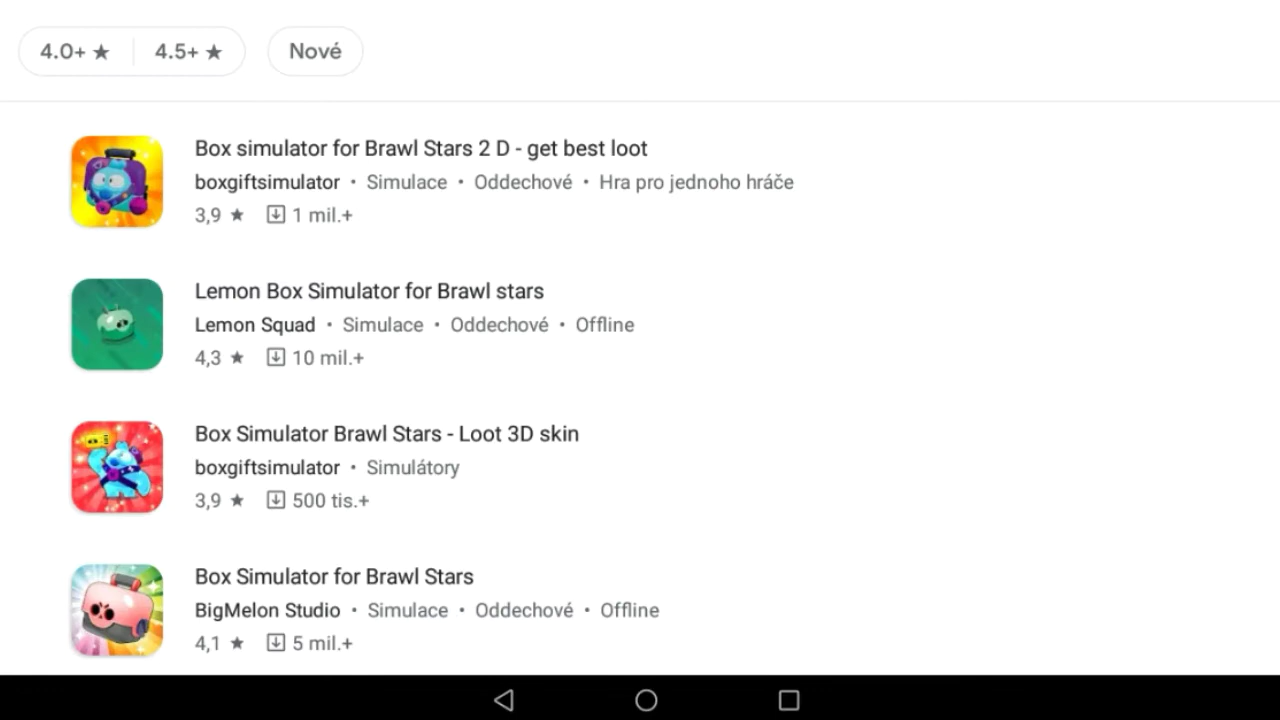 4.0+ ★ 4.5+ ★ Nové
Box simulator for Brawl Stars 2 D - get best loot
boxgiftsimulator • Simulace • Oddechové • Hra pro jednoho hráče
3,9 ★ 1 mil.+
Lemon Box Simulator for Brawl stars
Lemon Squad • Simulace • Oddechové • Offline
4,3 ★ 10 mil.+
Box Simulator Brawl Stars - Loot 3D skin
boxgiftsimulator • Simulátory
3,9 ★ 500 tis.+
Box Simulator for Brawl Stars
BigMelon Studio • Simulace • Oddechové • Offline
4,1 ★ 5 mil.+